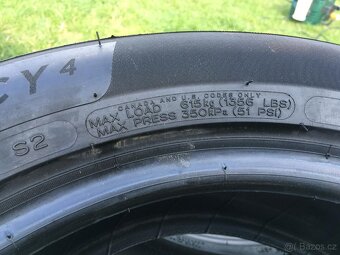 CY 4
CANADA AND U.S. CODES ONLY
MAX LOAD 615kg (1356 LBS)
MAX PRESS 350kPa (51 PSI)
S2
Bazos.cz